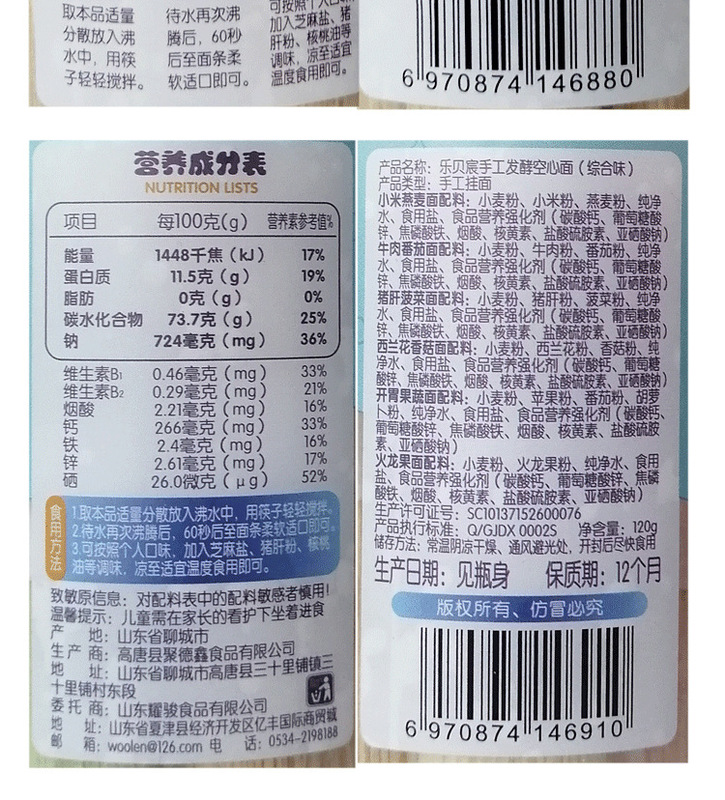 取本品适量
分散放入沸
水中，用筷
子轻轻搅拌。
待水再次沸
腾后，60秒
后至面条柔
软适口即可。
可按照个人口味，
加入芝麻盐、猪
肝粉、核桃油等
调味，凉至适宜
温度食用即可。
6 970874 146880
营养成分表
NUTRITION LISTS
项目 每100克(g) 营养素参考值%
能量 1448千焦（kJ） 17%
蛋白质 11.5克（g） 19%
脂肪 0克（g） 0%
碳水化合物 73.7克（g） 25%
钠 724毫克（mg） 36%
维生素B1 0.46毫克（mg） 33%
维生素B2 0.29毫克（mg） 21%
烟酸 2.21毫克（mg） 16%
钙 266毫克（mg） 33%
铁 2.4毫克（mg） 16%
锌 2.61毫克（mg） 17%
硒 26.0微克（μg） 52%
食用方法
1.取本品适量分散放入沸水中，用筷子轻轻搅拌。
2.待水再次沸腾后，60秒后至面条柔软适口即可。
3.可按照个人口味，加入芝麻盐、猪肝粉、核桃
油等调味，凉至适宜温度食用即可。
致敏原信息：对配料表中的配料敏感者慎用！
温馨提示：儿童需在家长的看护下坐着进食
产 地：山东省聊城市
生产商：高唐县聚德鑫食品有限公司
地 址：山东省聊城市高唐县三十里铺镇三
十里铺村东段
委托商：山东耀骏食品有限公司
地 址：山东省夏津县经济开发区亿丰国际商贸城
邮 箱：woolen@126.com 电 话：0534-2198188
产品名称：乐贝宸手工发酵空心面（综合味）
产品类型：手工挂面
小米燕麦面配料：小麦粉、小米粉、燕麦粉、纯净
水、食用盐、食品营养强化剂（碳酸钙、葡萄糖酸
锌、焦磷酸铁、烟酸、核黄素、盐酸硫胺素、亚硒酸钠）
牛肉番茄面配料：小麦粉、牛肉粉、番茄粉、纯净
水、食用盐、食品营养强化剂（碳酸钙、葡萄糖酸
锌、焦磷酸铁、烟酸、核黄素、盐酸硫胺素、亚硒酸钠）
猪肝菠菜面配料：小麦粉、猪肝粉、菠菜粉、纯净
水、食用盐、食品营养强化剂（碳酸钙、葡萄糖酸
锌、焦磷酸铁、烟酸、核黄素、盐酸硫胺素、亚硒酸钠）
西兰花香菇面配料：小麦粉、西兰花粉、香菇粉、纯
净水、食用盐、食品营养强化剂（碳酸钙、葡萄糖
酸锌、焦磷酸铁、烟酸、核黄素、盐酸硫胺素、亚硒酸钠）
开胃果蔬面配料：小麦粉、苹果粉、番茄粉、胡萝
卜粉、纯净水、食用盐、食品营养强化剂（碳酸钙、
葡萄糖酸锌、焦磷酸铁、烟酸、核黄素、盐酸硫胺
素、亚硒酸钠）
火龙果面配料：小麦粉、火龙果粉、纯净水、食用
盐、食品营养强化剂（碳酸钙、葡萄糖酸锌、焦磷
酸铁、烟酸、核黄素、盐酸硫胺素、亚硒酸钠）
生产许可证号：SC10137152600076
产品执行标准：Q/GJDX 0002S 净含量：120g
储存方法：常温阴凉干燥、通风避光处，开封后尽快食用
生产日期：见瓶身 保质期：12个月
版权所有、仿冒必究
6 970874 146910